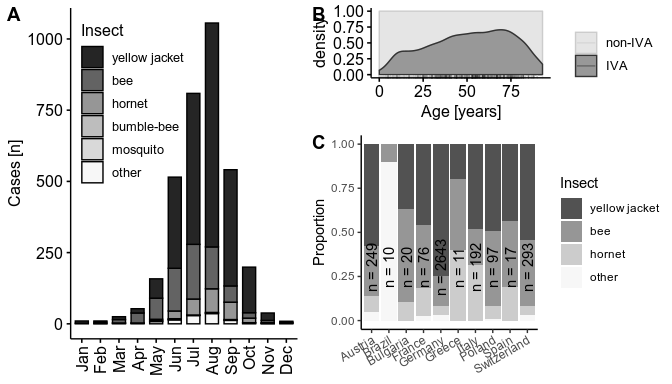 A
Insect
yellow jacket
bee
hornet
bumble-bee
mosquito
other
Cases [n]
1000
750
500
250
0
Jan
Feb
Mar
Apr
May
Jun
Jul
Aug
Sep
Oct
Nov
Dec
B
density
1.00
0.75
0.50
0.25
0.00
0
25
50
75
Age [years]
non-IVA
IVA
C
Proportion
1.00
0.75
0.50
0.25
0.00
n = 249
n = 10
n = 20
n = 76
n = 2643
n = 11
n = 192
n = 97
n = 17
n = 293
Austria
Brazil
Bulgaria
France
Germany
Greece
Italy
Poland
Spain
Switzerland
Insect
yellow jacket
bee
hornet
other